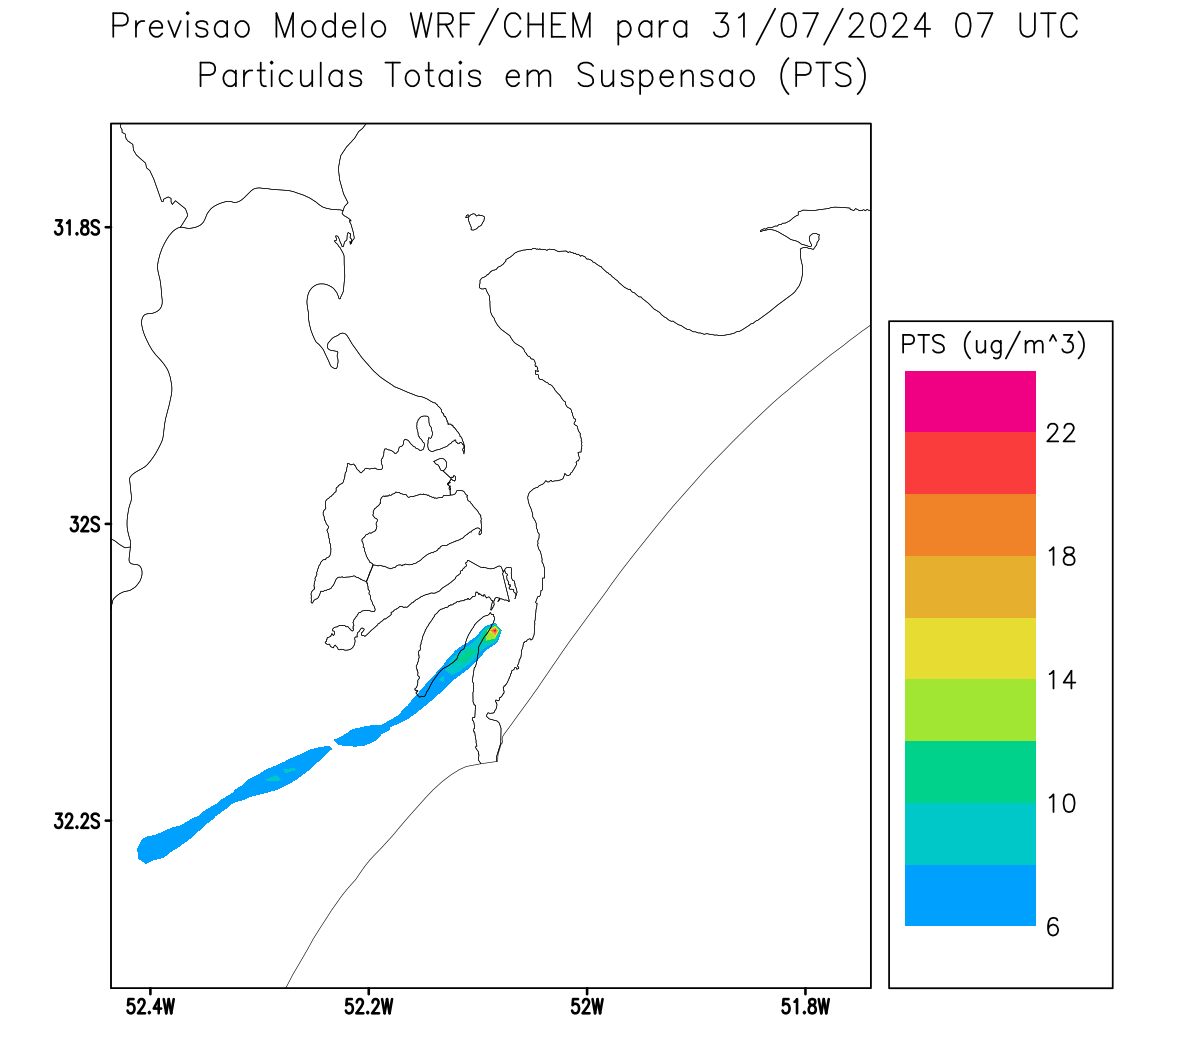 Previsao Modelo WRF/CHEM para 31/07/2024 07 UTC
Particulas Totais em Suspensao (PTS)
31.8S
32S
32.2S
52.4W
52.2W
52W
51.8W
PTS (ug/m^3)
22
18
14
10
6